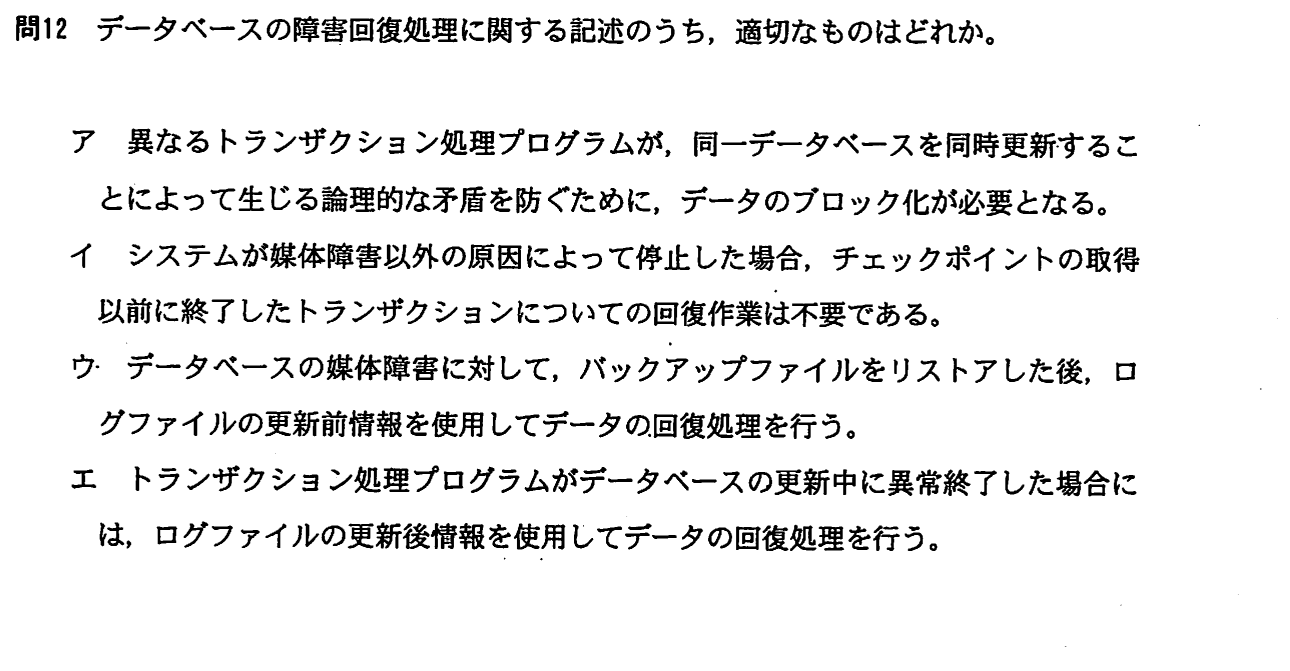 問12 データベースの障害回復処理に関する記述のうち，適切なものはどれか。
ア 異なるトランザクション処理プログラムが，同一データベースを同時更新するこ
とによって生じる論理的な矛盾を防ぐために，データのブロック化が必要となる。
イ システムが媒体障害以外の原因によって停止した場合，チェックポイントの取得
以前に終了したトランザクションについての回復作業は不要である。
ウ データベースの媒体障害に対して，バックアップファイルをリストアした後，ロ
グファイルの更新前情報を使用してデータの回復処理を行う。
エ トランザクション処理プログラムがデータベースの更新中に異常終了した場合に
は，ログファイルの更新後情報を使用してデータの回復処理を行う。